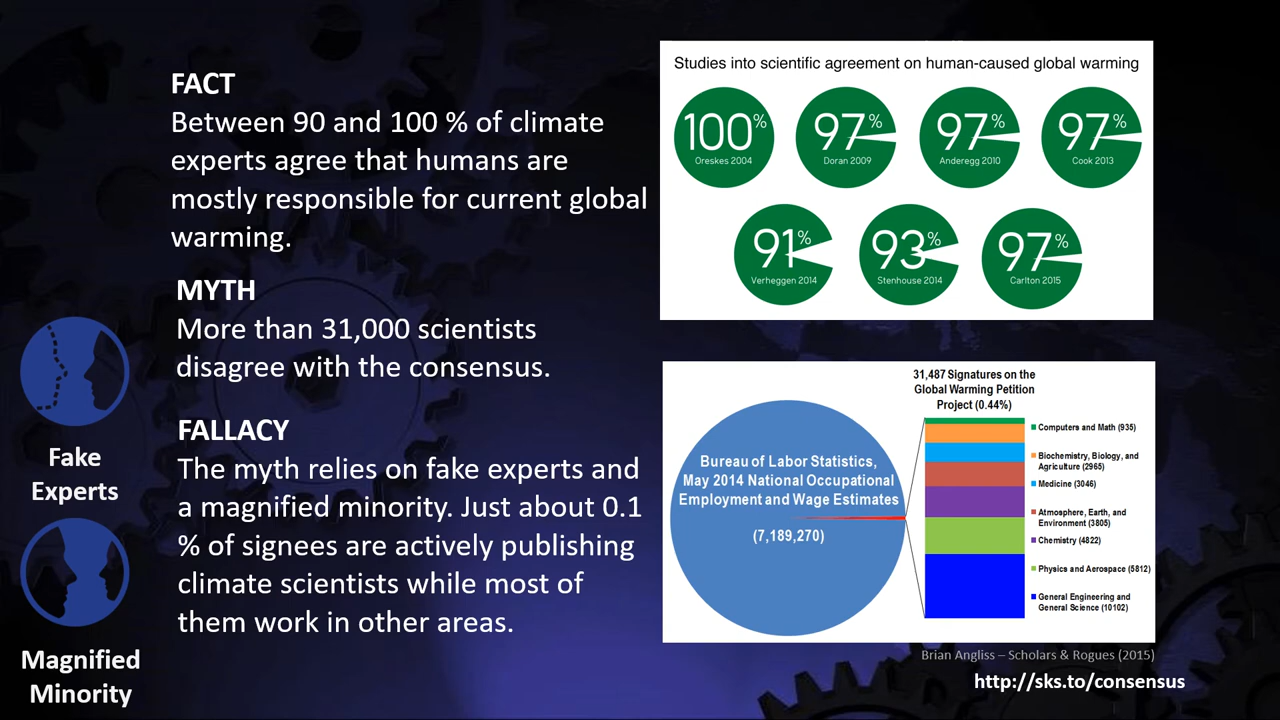 FACT
Between 90 and 100 % of climate
experts agree that humans are
mostly responsible for current global
warming.
MYTH
More than 31,000 scientists
disagree with the consensus.
FALLACY
The myth relies on fake experts and
a magnified minority. Just about 0.1
% of signees are actively publishing
climate scientists while most of
them work in other areas.
Fake
Experts
Magnified
Minority
Studies into scientific agreement on human-caused global warming
100%
Oreskes 2004
97%
Doran 2009
97%
Anderegg 2010
97%
Cook 2013
91%
Verheggen 2014
93%
Stenhouse 2014
97%
Carlton 2015
31,487 Signatures on the
Global Warming Petition
Project (0.44%)
Bureau of Labor Statistics,
May 2014 National Occupational
Employment and Wage Estimates
(7,189,270)
Computers and Math (935)
Biochemistry, Biology, and
Agriculture (2965)
Medicine (3046)
Atmosphere, Earth, and
Environment (3805)
Chemistry (4822)
Physics and Aerospace (5812)
General Engineering and
General Science (10102)
Brian Angliss – Scholars & Rogues (2015)
http://sks.to/consensus